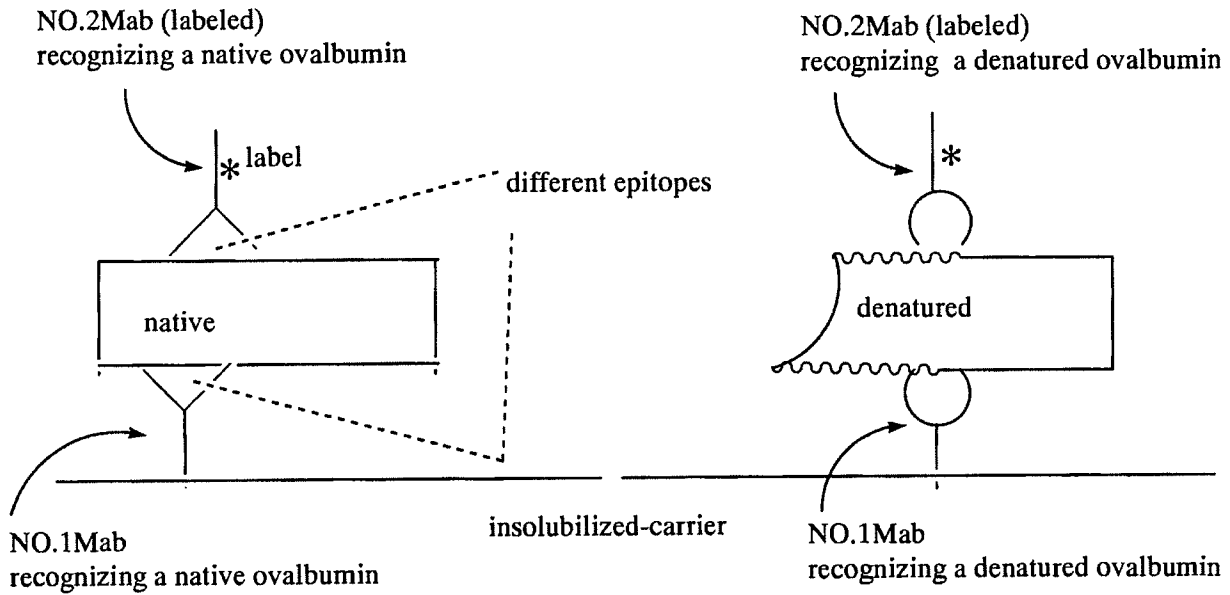 NO.2Mab (labeled)
recognizing a native ovalbumin
NO.2Mab (labeled)
recognizing a denatured ovalbumin
* label
*
different epitopes
native
denatured
insolubilized-carrier
NO.1Mab
recognizing a native ovalbumin
NO.1Mab
recognizing a denatured ovalbumin